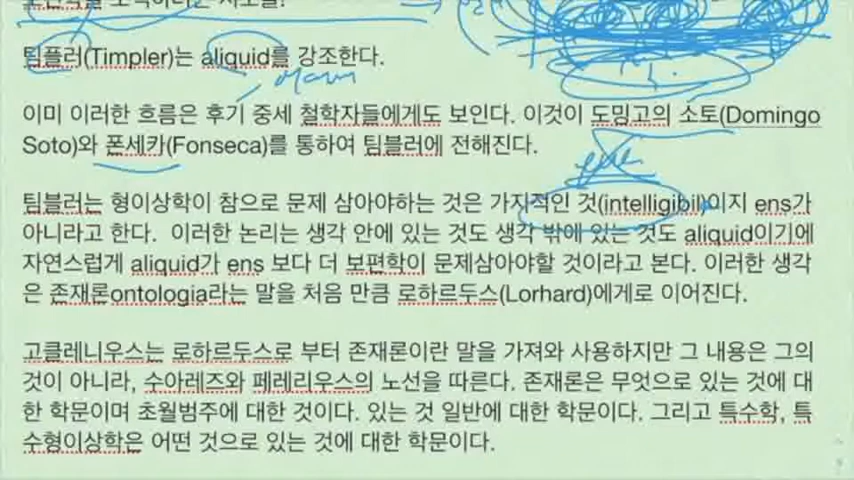 팀플러(Timpler)는 aliquid를 강조한다.
이미 이러한 흐름은 후기 중세 철학자들에게도 보인다. 이것이 도밍고의 소토(Domingo
Soto)와 폰세카(Fonseca)를 통하여 팀블러에 전해진다.
팀블러는 형이상학이 참으로 문제 삼아야하는 것은 가지적인 것(intelligibil)이지 ens가
아니라고 한다. 이러한 논리는 생각 안에 있는 것도 생각 밖에 있는 것도 aliquid이기에
자연스럽게 aliquid가 ens 보다 더 보편학이 문제삼아야할 것이라고 본다. 이러한 생각
은 존재론ontologia라는 말을 처음 만큼 로하르두스(Lorhard)에게로 이어진다.
고클레니우스는 로하르두스로 부터 존재론이란 말을 가져와 사용하지만 그 내용은 그의
것이 아니라, 수아레즈와 페레리우스의 노선을 따른다. 존재론은 무엇으로 있는 것에 대
한 학문이며 초월범주에 대한 것이다. 있는 것 일반에 대한 학문이다. 그리고 특수학, 특
수형이상학은 어떤 것으로 있는 것에 대한 학문이다.